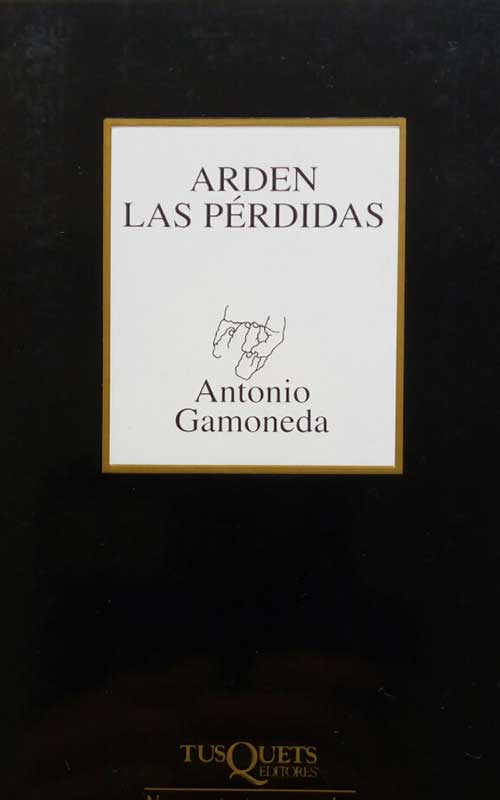 ARDEN
LAS PÉRDIDAS
Antonio
Gamoneda
TUSQUETS
EDITORES